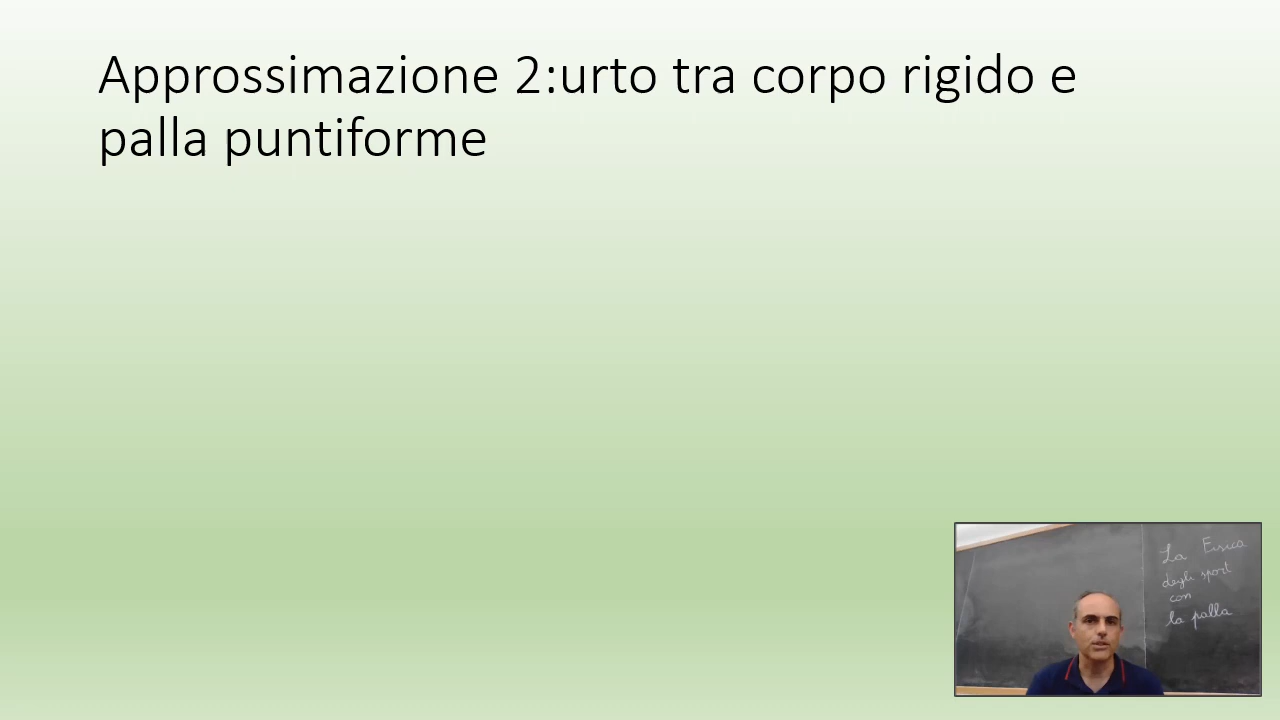 Approssimazione 2:urto tra corpo rigido e
palla puntiforme
La Fisica
degli sport
con
la palla